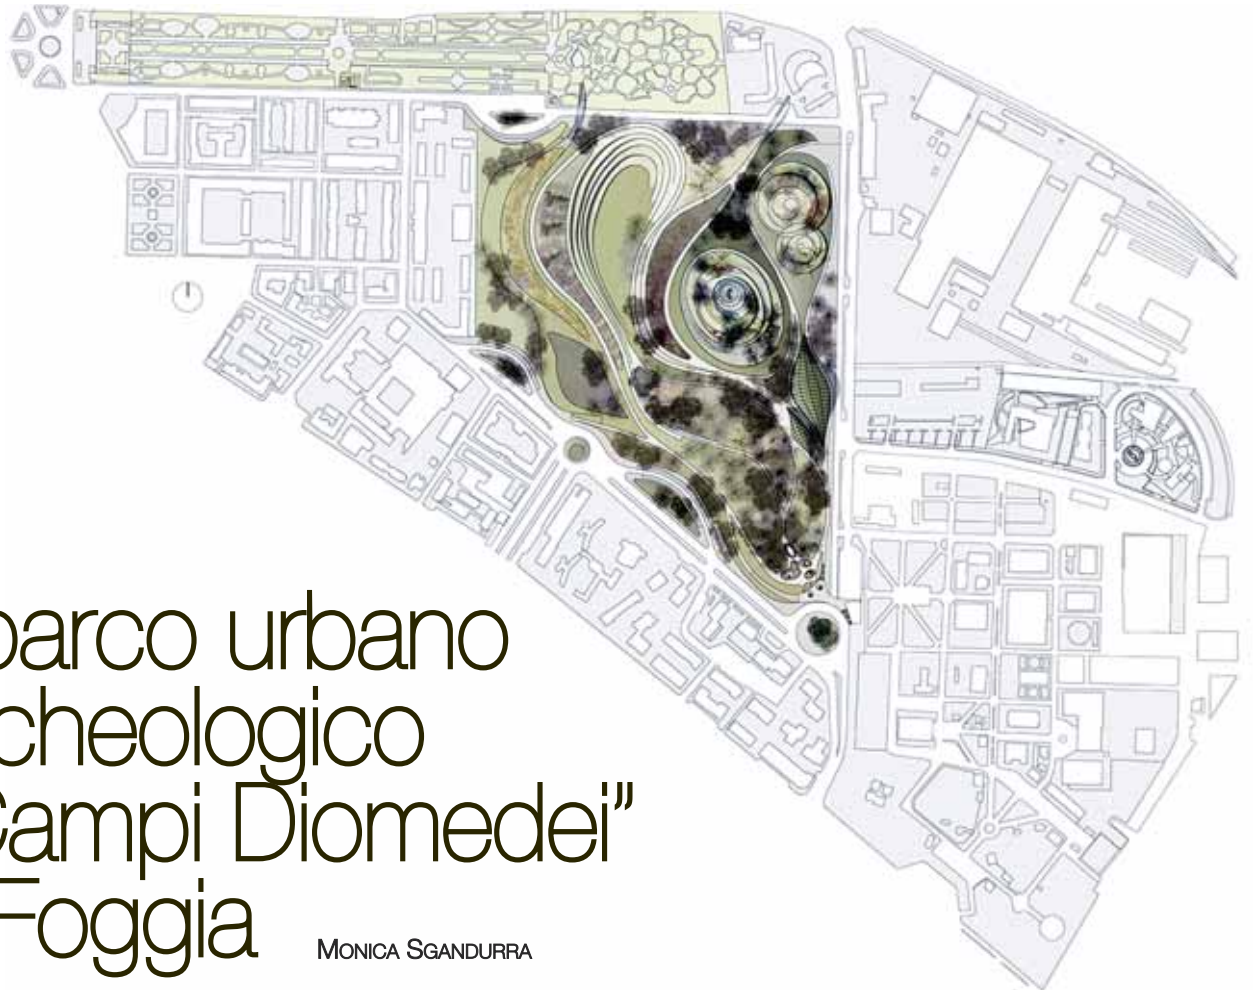 parco urbano
cheologico
Campi Diomedei”
Foggia
MONICA SGANDURRA